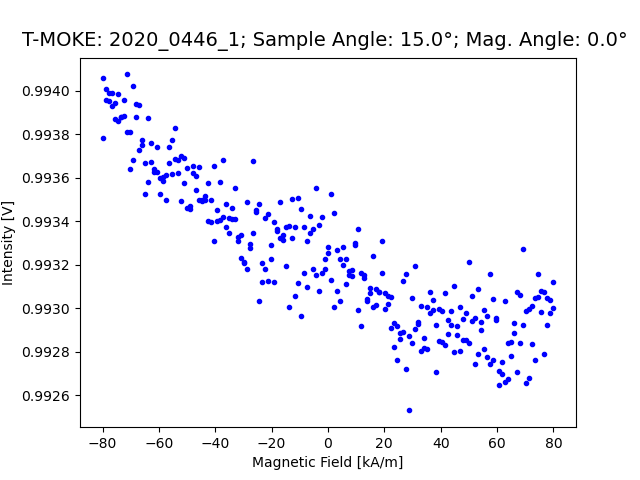 T-MOKE: 2020_0446_1; Sample Angle: 15.0°; Mag. Angle: 0.0°
0.9940
0.9938
0.9936
0.9934
0.9932
0.9930
0.9928
0.9926
Intensity [V]
−80 −60 −40 −20 0 20 40 60 80
Magnetic Field [kA/m]